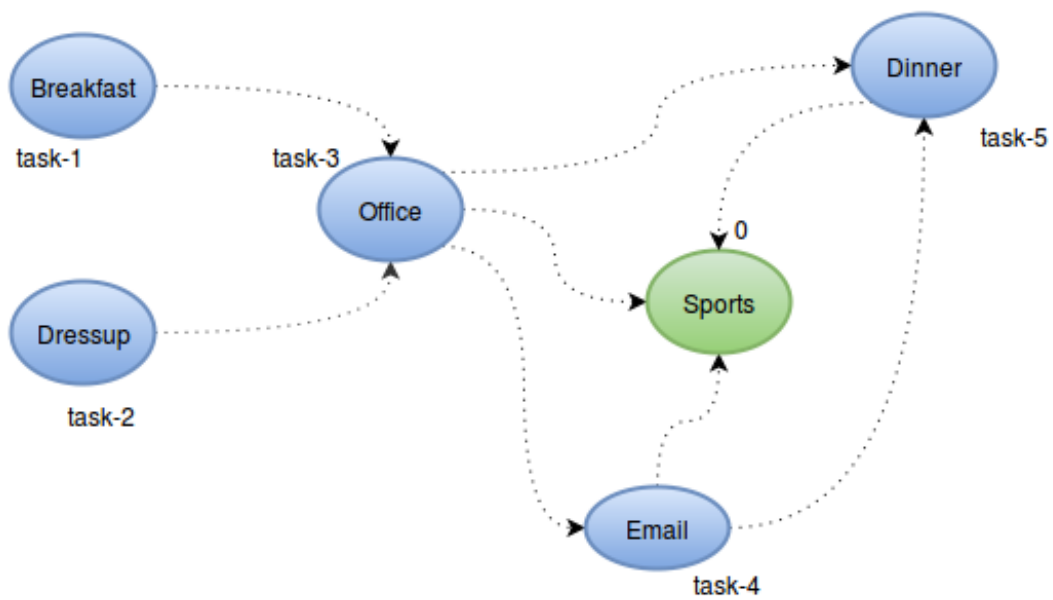 Breakfast
task-1
Dressup
task-2
task-3
Office
Dinner
task-5
0
Sports
Email
task-4